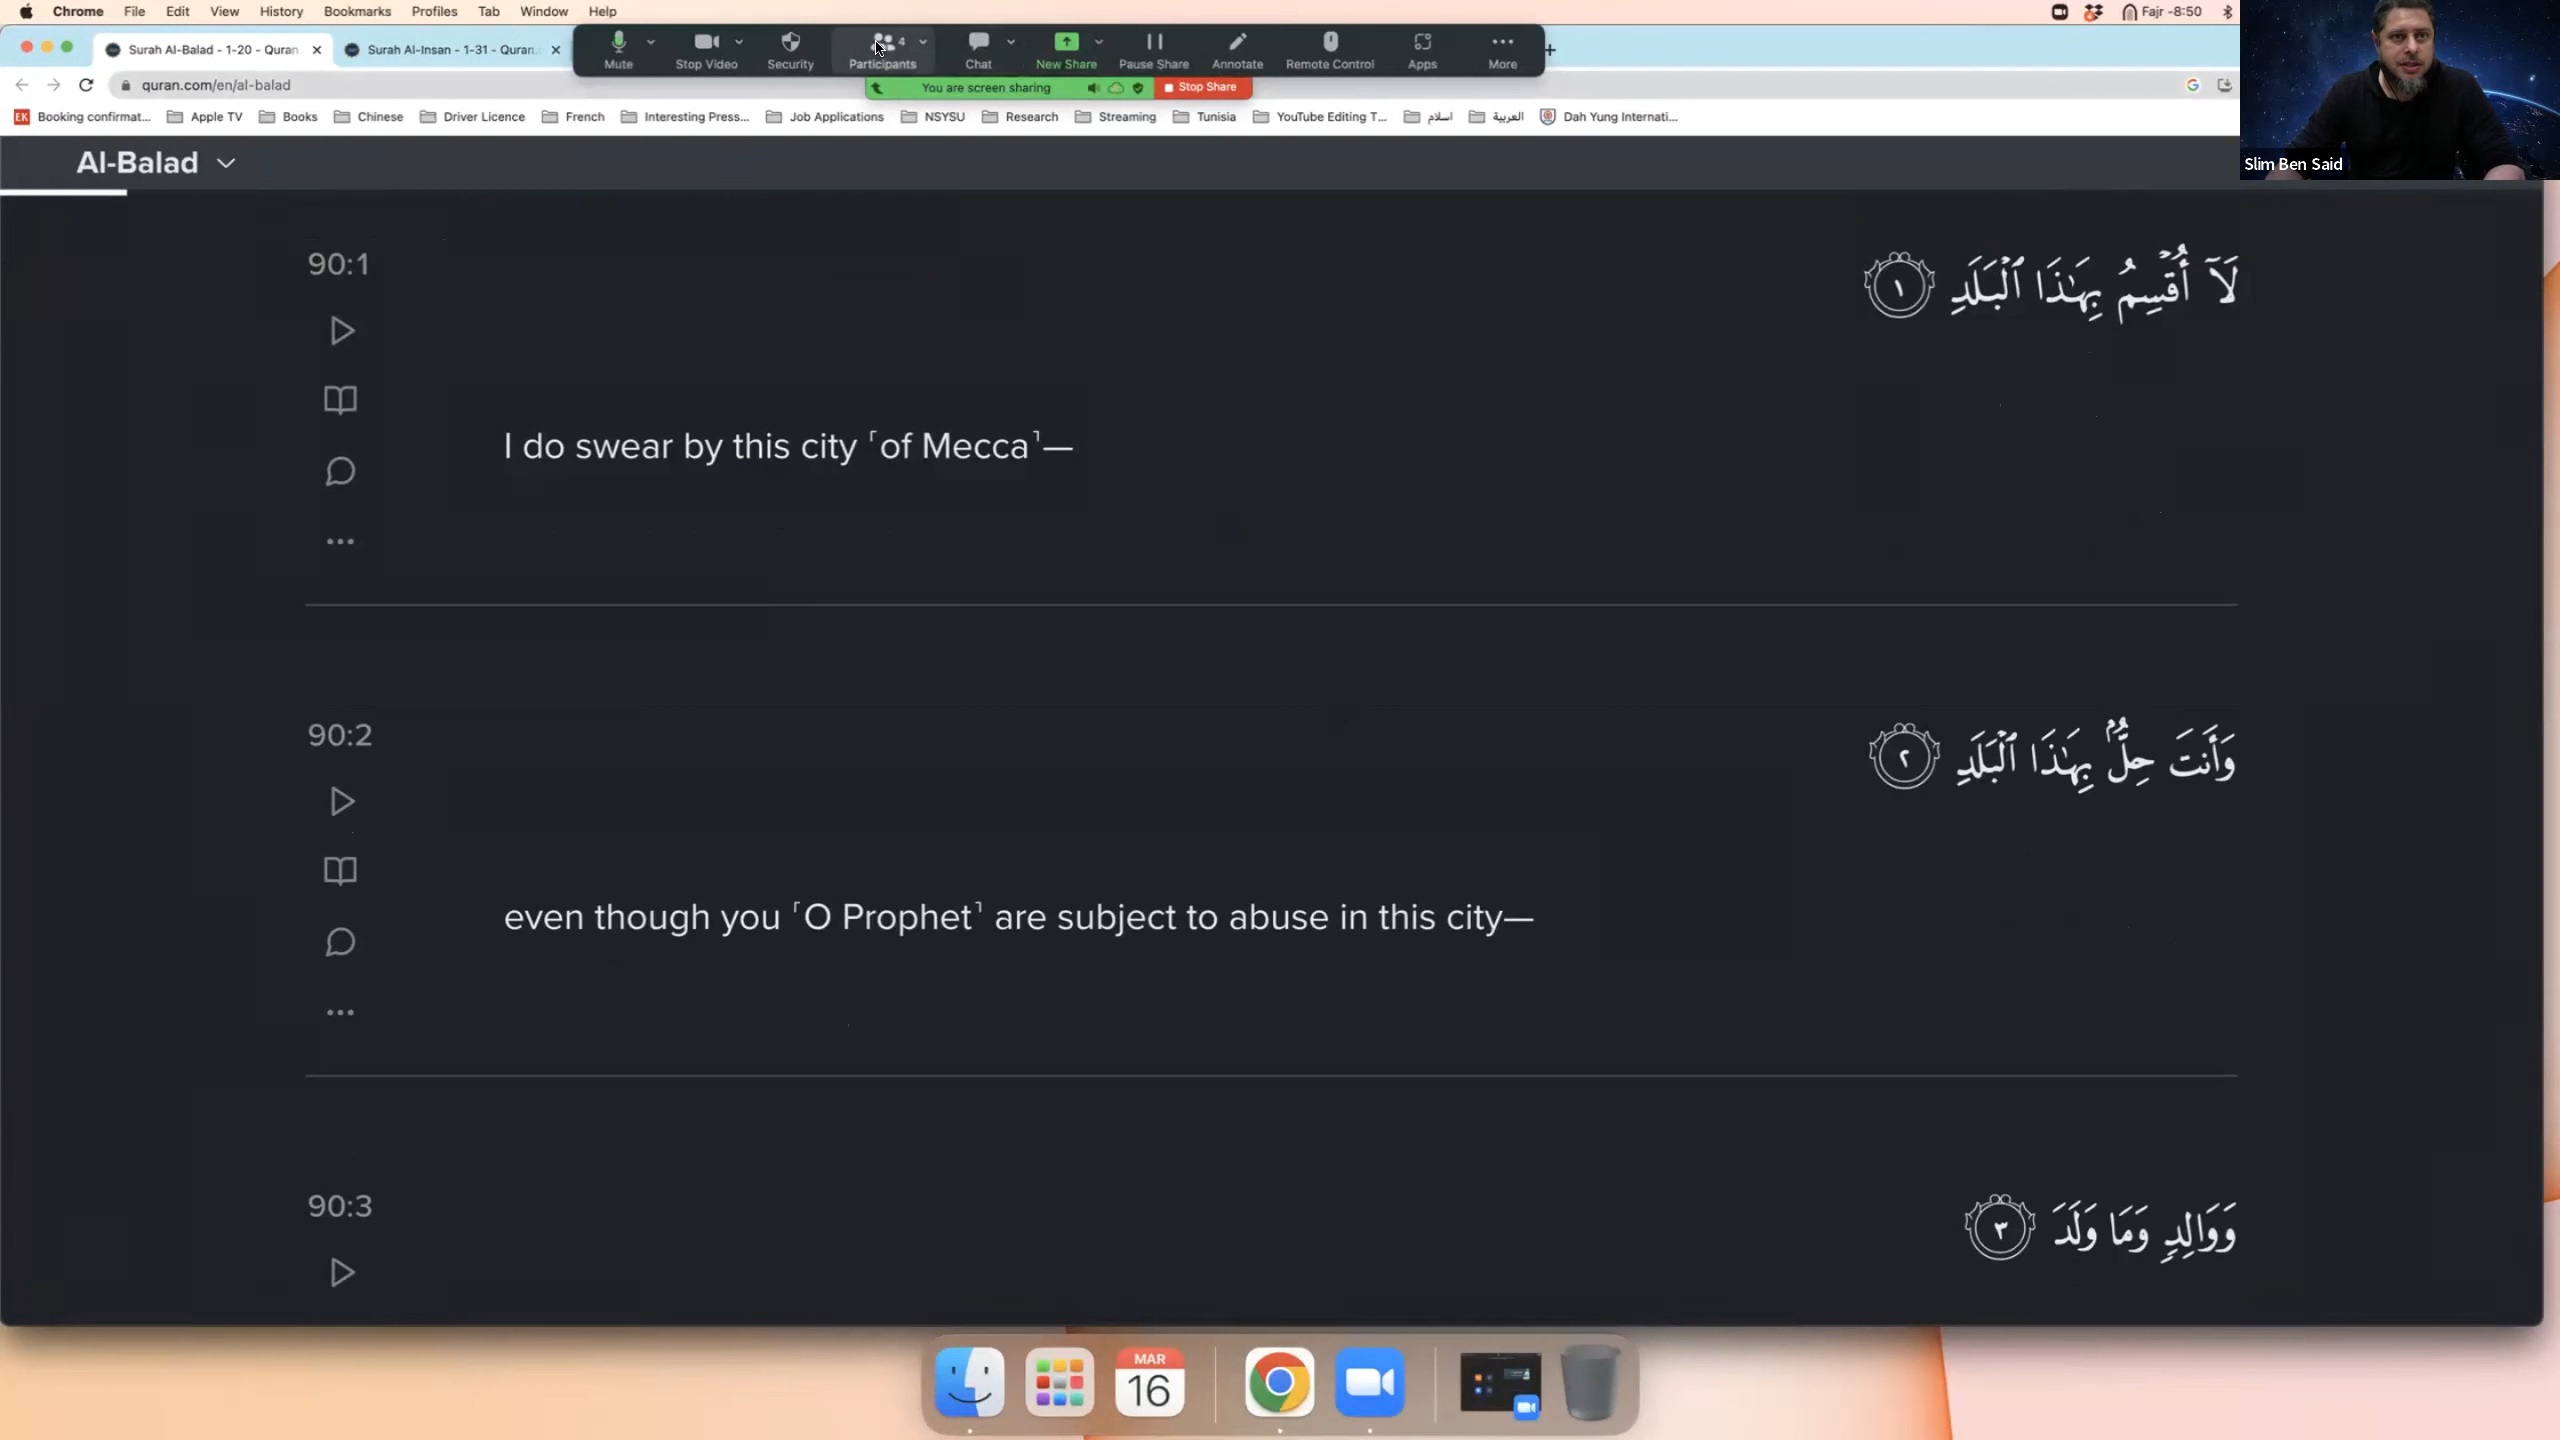 Chrome File Edit View History Bookmarks Profiles Tab Window Help Fajr -8:50
Surah Al-Balad - 1-20 - Quran. Surah Al-Insan - 1-31 - Quran.
Mute Stop Video Security Participants 4 Chat New Share Pause Share Annotate Remote Control Apps More
quran.com/en/al-balad
You are screen sharing Stop Share
EK Booking confirmat... Apple TV Books Chinese Driver Licence French Interesting Press... Job Applications NSYSU Research Streaming Tunisia YouTube Editing T... اسلام العربية Dah Yung Internati...
Slim Ben Said
Al-Balad
90:1
لَآ أُقْسِمُ بِهَـٰذَا ٱلْبَلَدِ ١
I do swear by this city ˹of Mecca˺—
90:2
وَأَنتَ حِلٌّۢ بِهَـٰذَا ٱلْبَلَدِ ٢
even though you ˹O Prophet˺ are subject to abuse in this city—
90:3
وَوَالِدٍ وَمَا وَلَدَ ٣
MAR
16